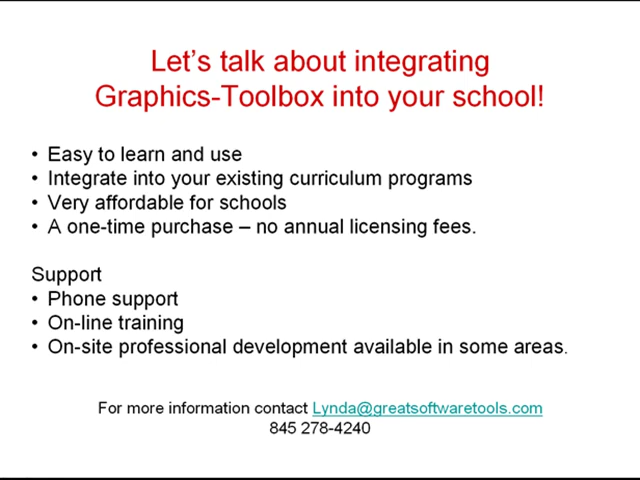 Let's talk about integrating
Graphics-Toolbox into your school!
• Easy to learn and use
• Integrate into your existing curriculum programs
• Very affordable for schools
• A one-time purchase – no annual licensing fees.
Support
• Phone support
• On-line training
• On-site professional development available in some areas.
For more information contact Lynda@greatsoftwaretools.com
845 278-4240